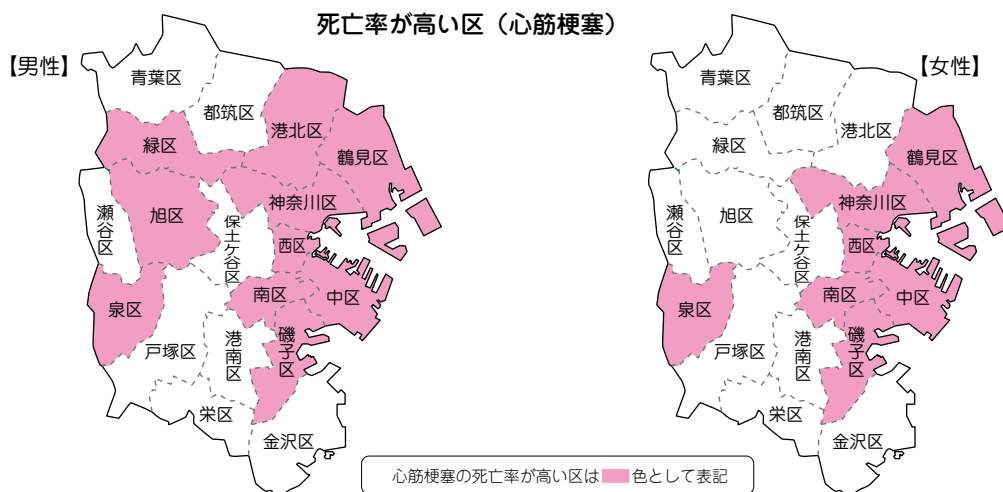 死亡率が高い区（心筋梗塞）
【男性】
青葉区
都筑区
港北区
緑区
鶴見区
旭区
瀬谷区
保土ケ谷区
神奈川区
西区
泉区
南区
中区
戸塚区
港南区
磯子区
栄区
金沢区
【女性】
青葉区
都筑区
港北区
緑区
鶴見区
旭区
瀬谷区
保土ケ谷区
神奈川区
西区
泉区
南区
中区
戸塚区
港南区
磯子区
栄区
金沢区
心筋梗塞の死亡率が高い区は 色として表記